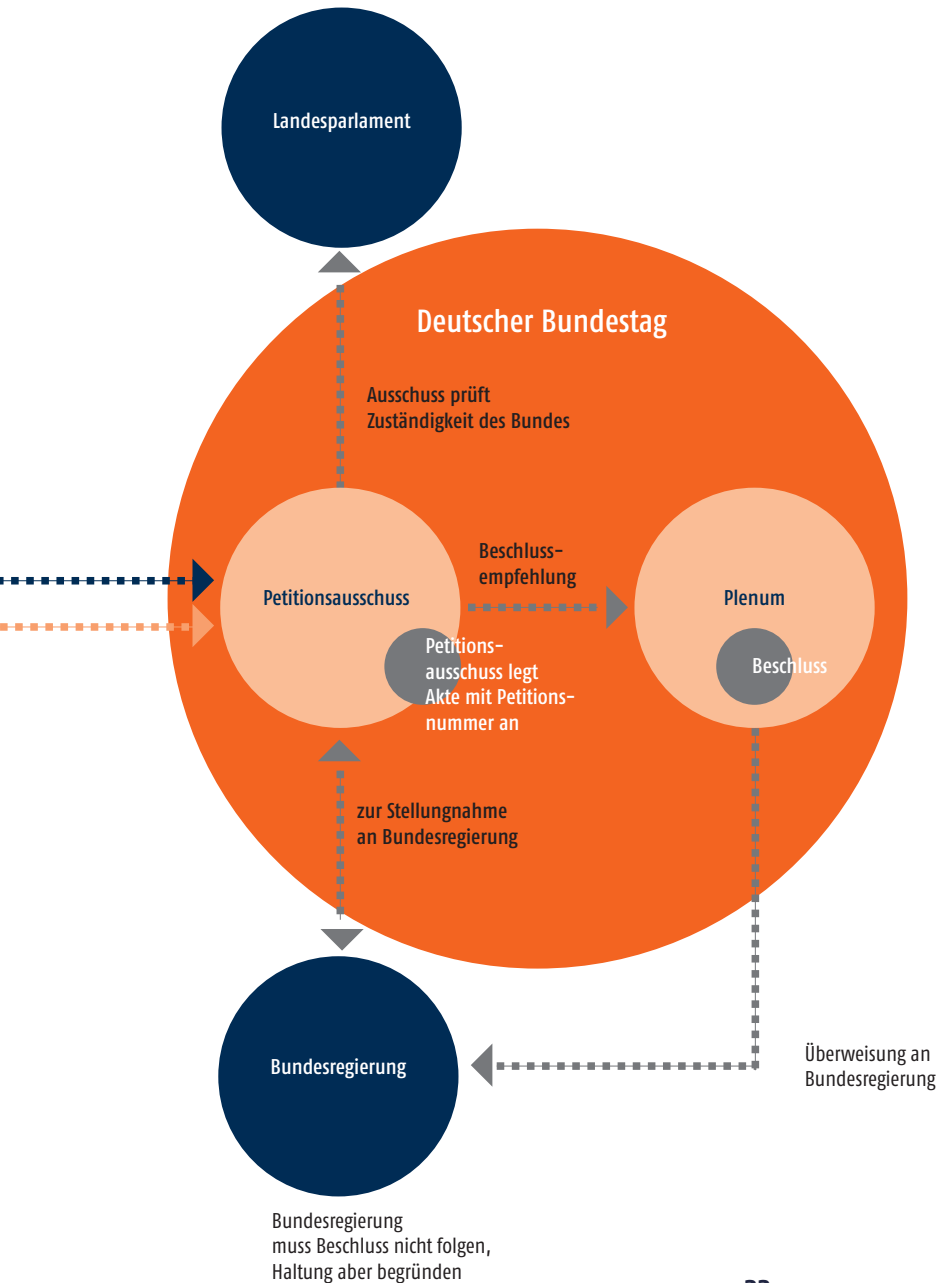 Landesparlament
Deutscher Bundestag
Ausschuss prüft
Zuständigkeit des Bundes
Beschluss-
empfehlung
Petitionsausschuss
Plenum
Petitions-
ausschuss legt
Akte mit Petitions-
nummer an
Beschluss
zur Stellungnahme
an Bundesregierung
Bundesregierung
Überweisung an
Bundesregierung
Bundesregierung
muss Beschluss nicht folgen,
Haltung aber begründen